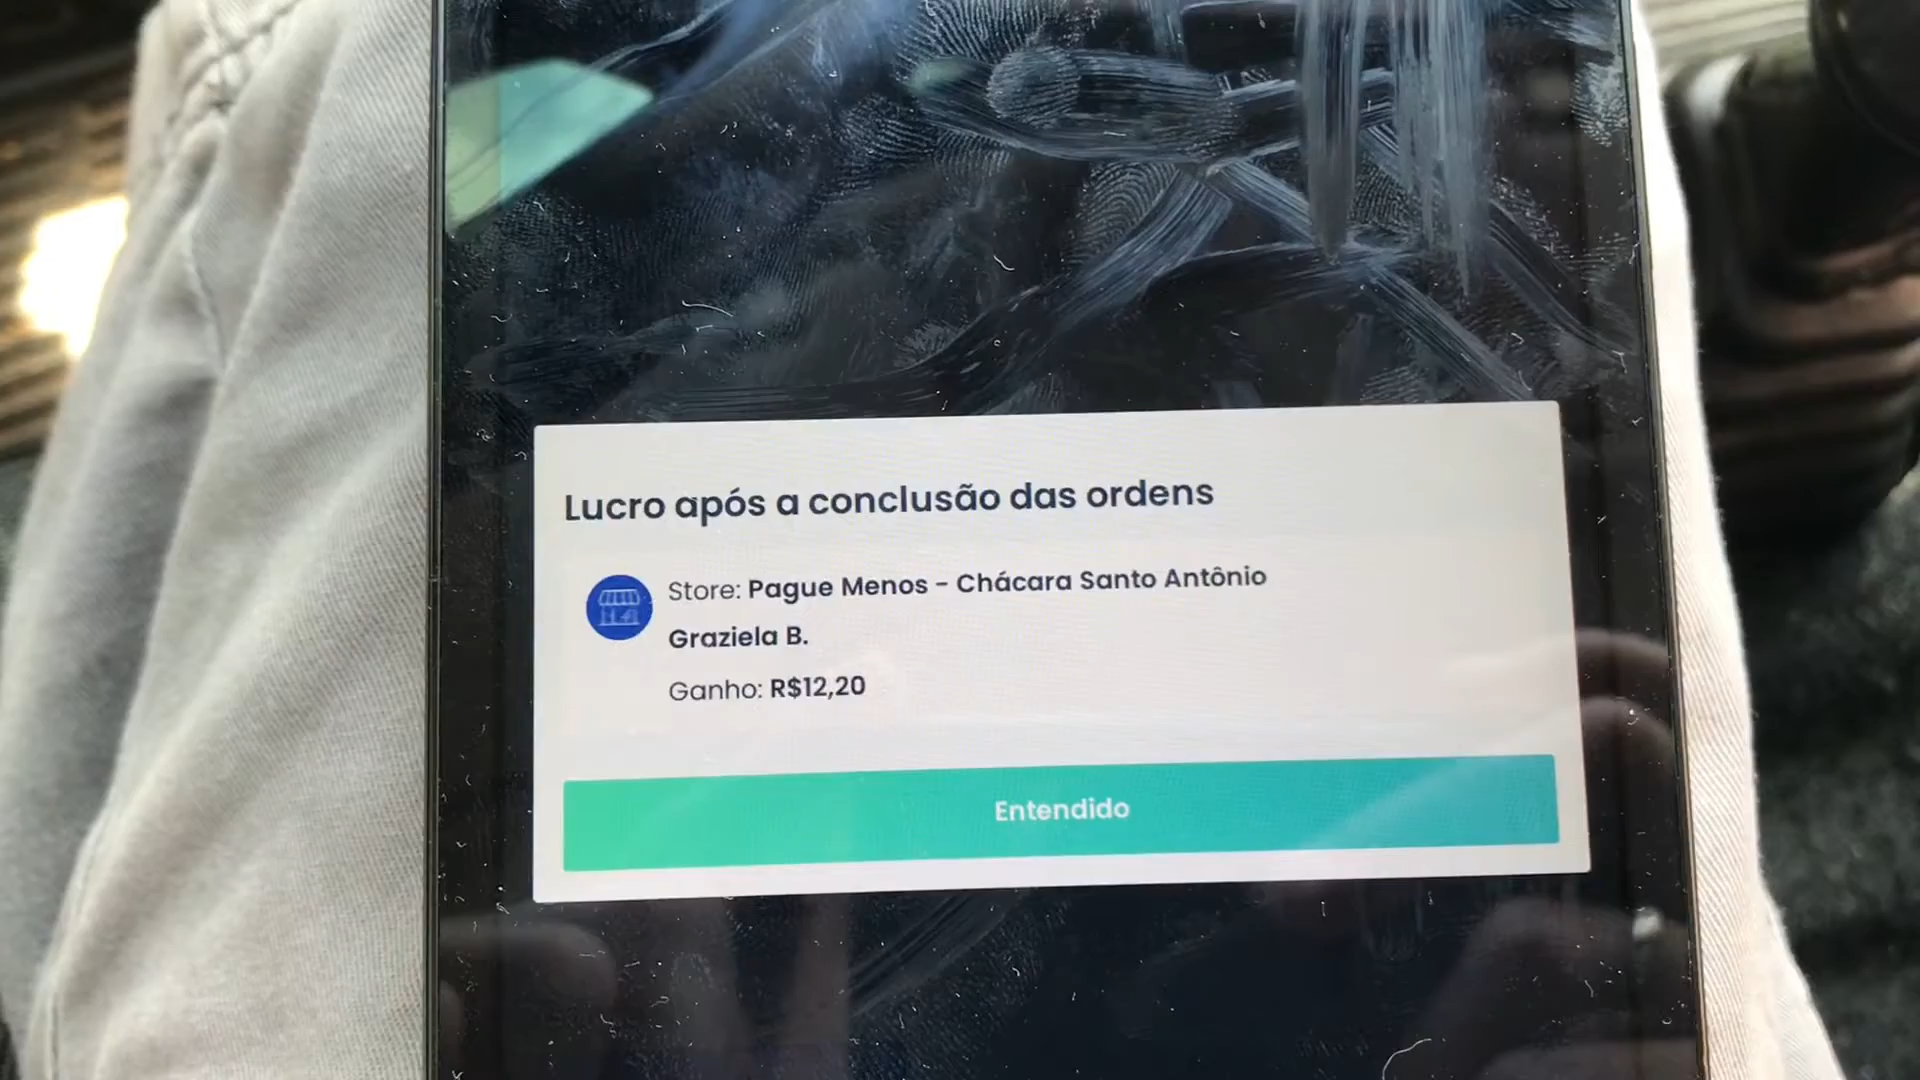 Lucro após a conclusão das ordens
Store: Pague Menos - Chácara Santo Antônio
Graziela B.
Ganho: R$12,20
Entendido